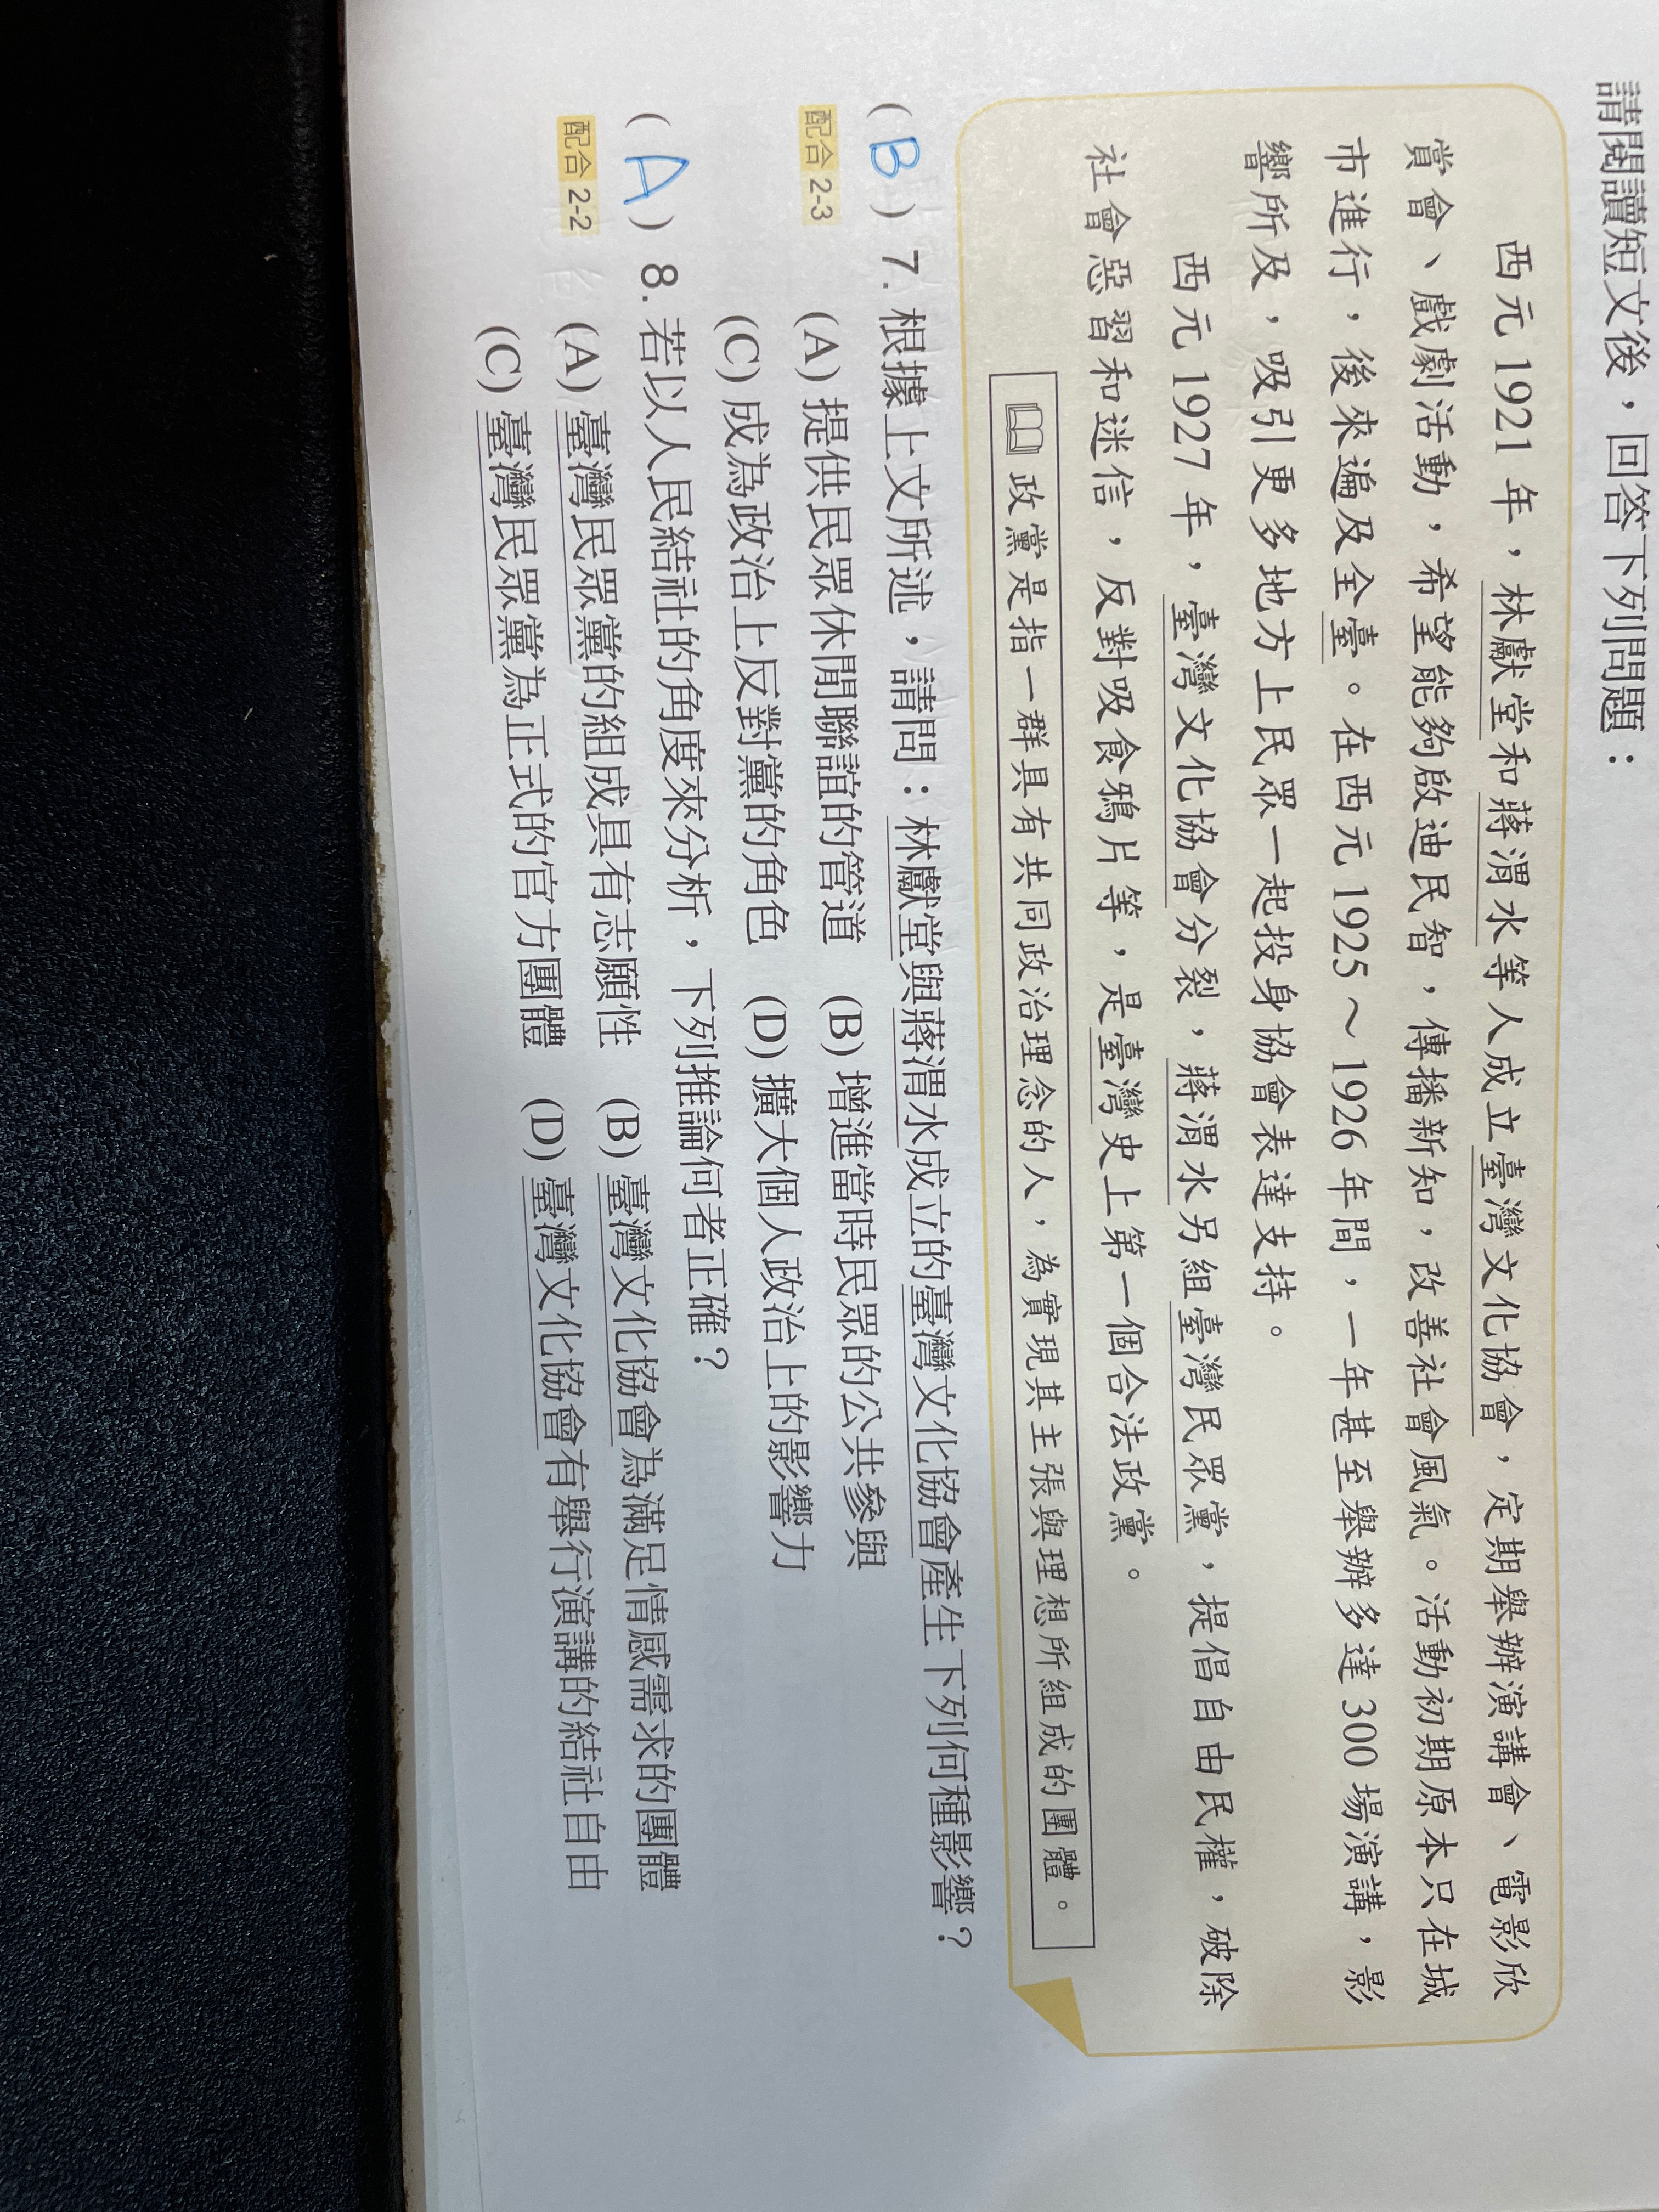 請閱讀短文後，回答下列問題：
西元1921年，林獻堂和蔣渭水等人成立臺灣文化協會，定期舉辦演講會、電影欣
賞會、戲劇活動，希望能夠啟迪民智，傳播新知，改善社會風氣。活動初期原本只在城
市進行，後來遍及全臺。在西元1925～1926年間，一年甚至舉辦多達300場演講，影
響所及，吸引更多地方上民眾一起投身協會表達支持。
西元1927年，臺灣文化協會分裂，蔣渭水另組臺灣民眾黨，提倡自由民權，破除
社會惡習和迷信，反對吸食鴉片等，是臺灣史上第一個合法政黨。
政黨是指一群具有共同政治理念的人，為實現其主張與理想所組成的團體。
( B ) 7. 根據上文所述，請問：林獻堂與蔣渭水成立的臺灣文化協會產生下列何種影響？
配合 2-3 (A) 提供民眾休閒聯誼的管道 (B) 增進當時民眾的公共參與
(C) 成為政治上反對黨的角色 (D) 擴大個人政治上的影響力
( A ) 8. 若以人民結社的角度來分析，下列推論何者正確？
配合 2-2 (A) 臺灣民眾黨的組成具有志願性 (B) 臺灣文化協會為滿足情感需求的團體
(C) 臺灣民眾黨為正式的官方團體 (D) 臺灣文化協會有舉行演講的結社自由